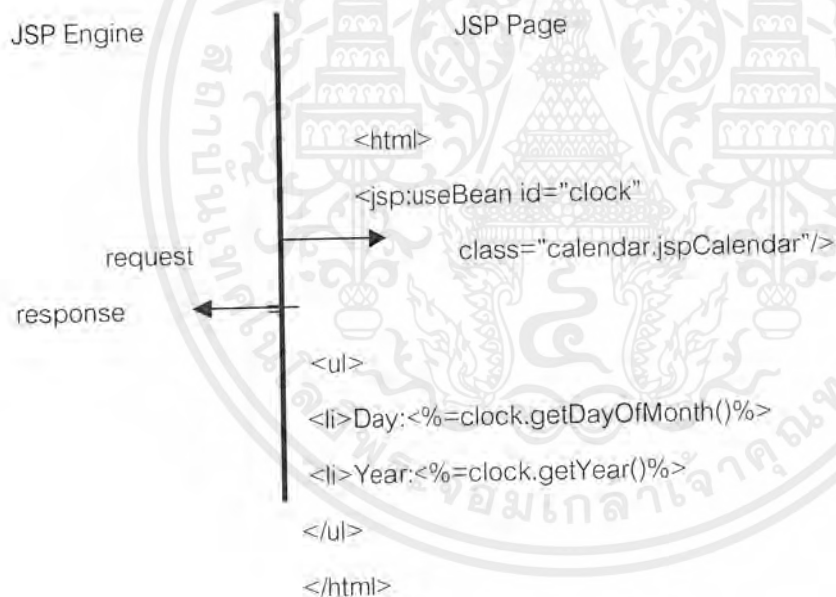 JSP Engine JSP Page
<html>
<jsp:useBean id="clock"
class="calendar.jspCalendar"/>
request
response
<ul>
<li>Day:<%=clock.getDayOfMonth()%>
<li>Year:<%=clock.getYear()%>
</ul>
</html>